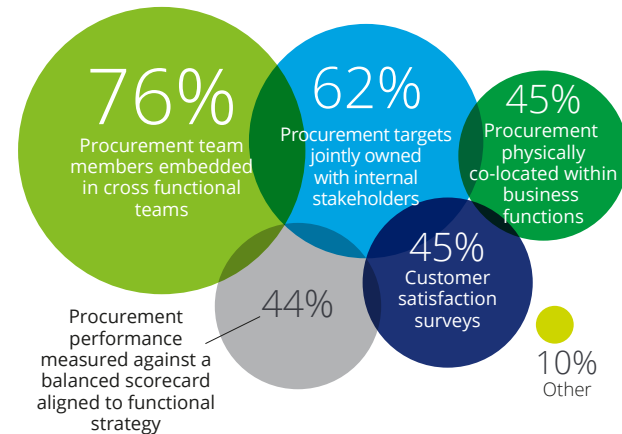 76%
Procurement team
members embedded
in cross functional
teams
62%
Procurement targets
jointly owned
with internal
stakeholders
45%
Procurement
physically
co-located within
business
functions
44%
Procurement
performance
measured against a
balanced scorecard
aligned to functional
strategy
45%
Customer
satisfaction
surveys
10%
Other